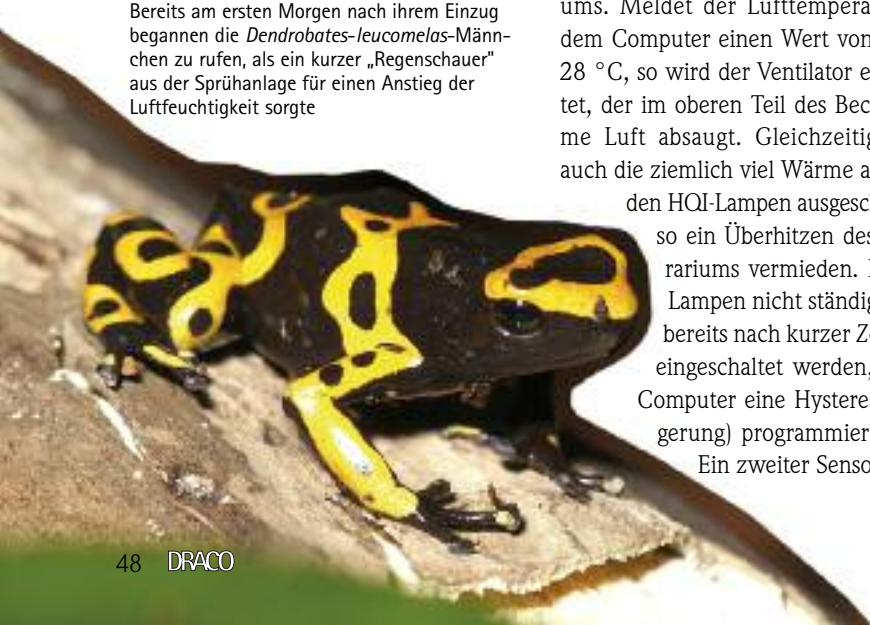 Bereits am ersten Morgen nach ihrem Einzug
begannen die Dendrobates-leucomelas-Männ-
chen zu rufen, als ein kurzer „Regenschauer"
aus der Sprühanlage für einen Anstieg der
Luftfeuchtigkeit sorgte
ums. Meldet der Lufttempera
dem Computer einen Wert von
28 °C, so wird der Ventilator e
tet, der im oberen Teil des Bec
me Luft absaugt. Gleichzeitig
auch die ziemlich viel Wärme a
den HQI-Lampen ausgesch
so ein Überhitzen des
rariums vermieden.
Lampen nicht ständig
bereits nach kurzer Ze
eingeschaltet werden,
Computer eine Hystere
gerung) programmier
Ein zweiter Senso
48 DRACO